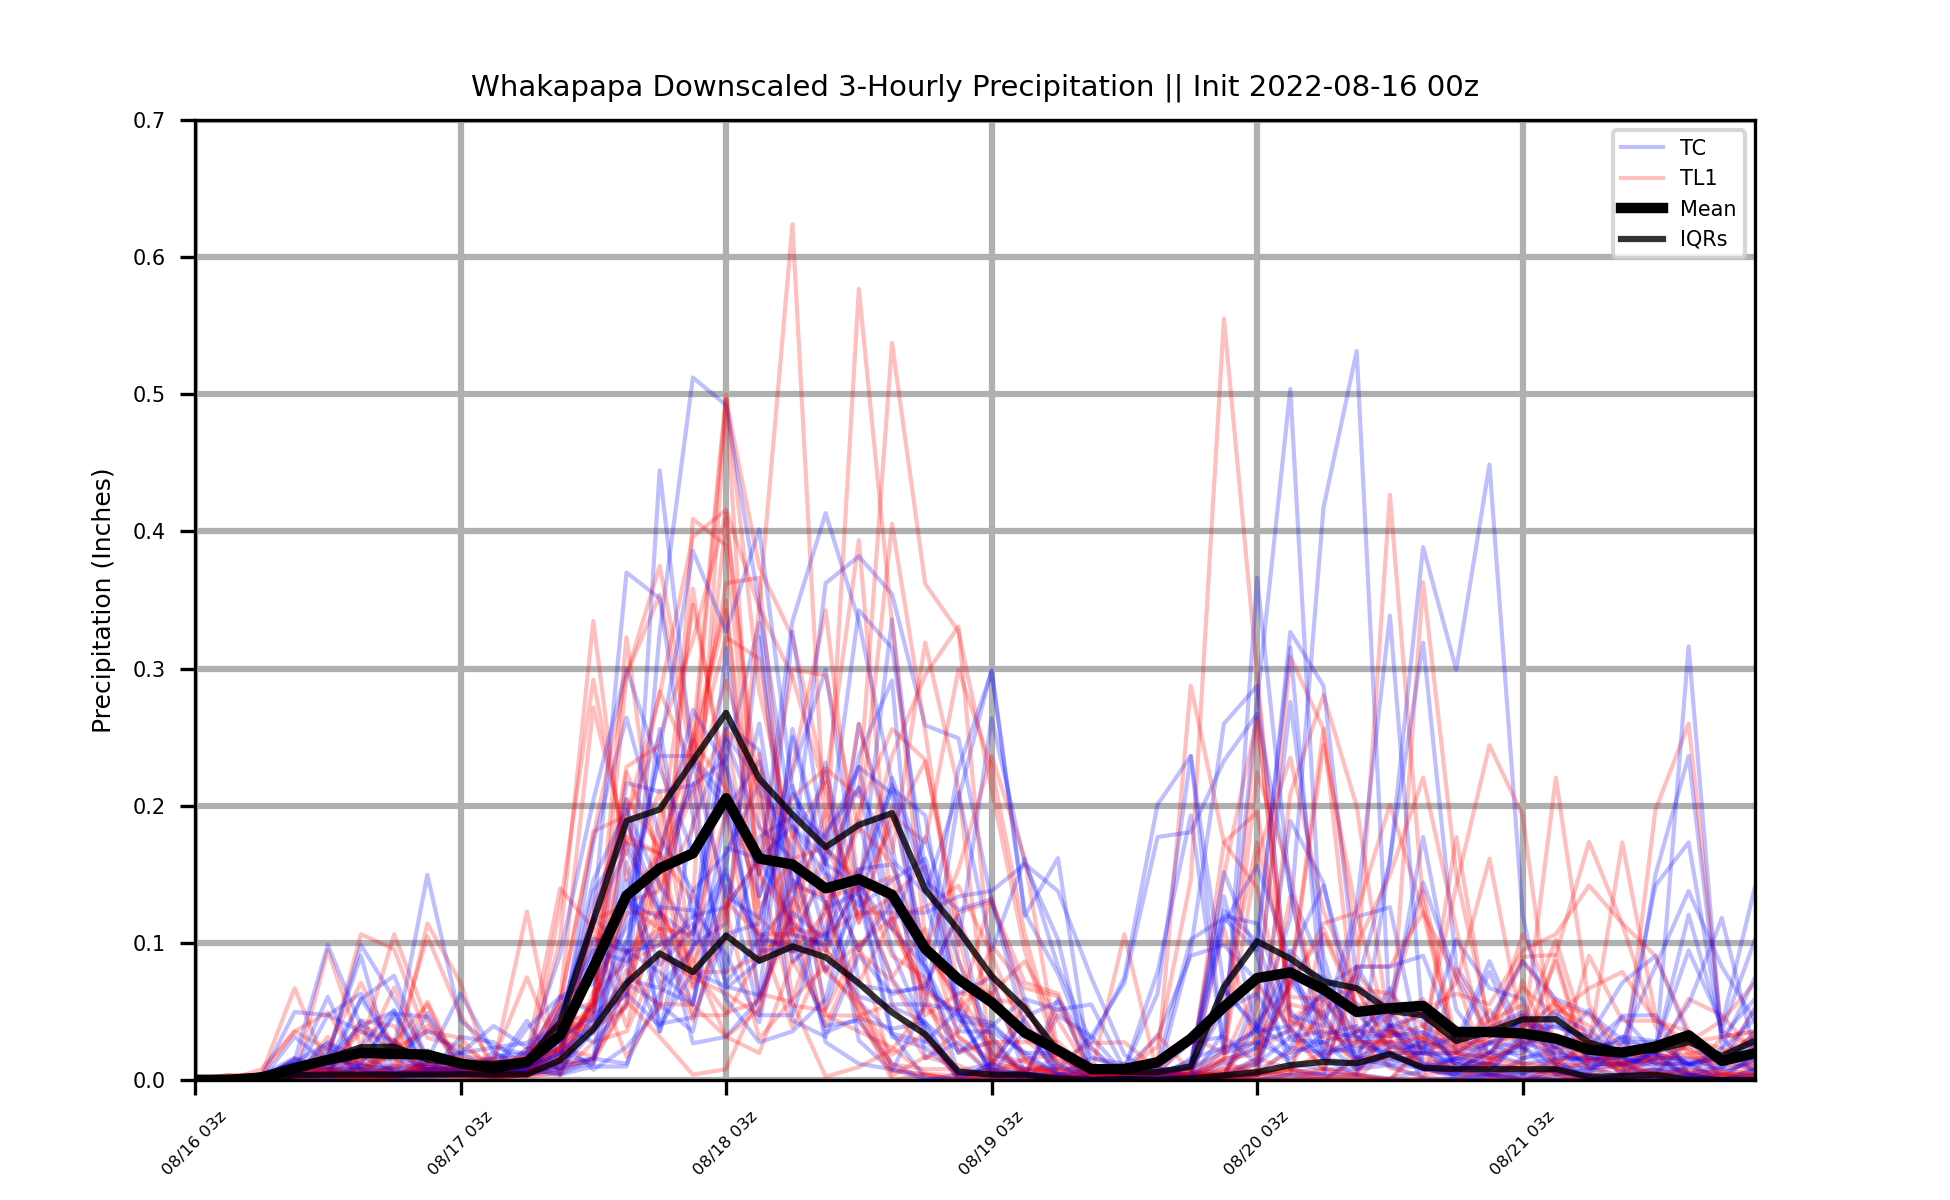 Whakapapa Downscaled 3-Hourly Precipitation || Init 2022-08-16 00z
TC
TL1
Mean
IQRs
Precipitation (Inches)
0.7
0.6
0.5
0.4
0.3
0.2
0.1
0.0
08/16 03z
08/17 03z
08/18 03z
08/19 03z
08/20 03z
08/21 03z